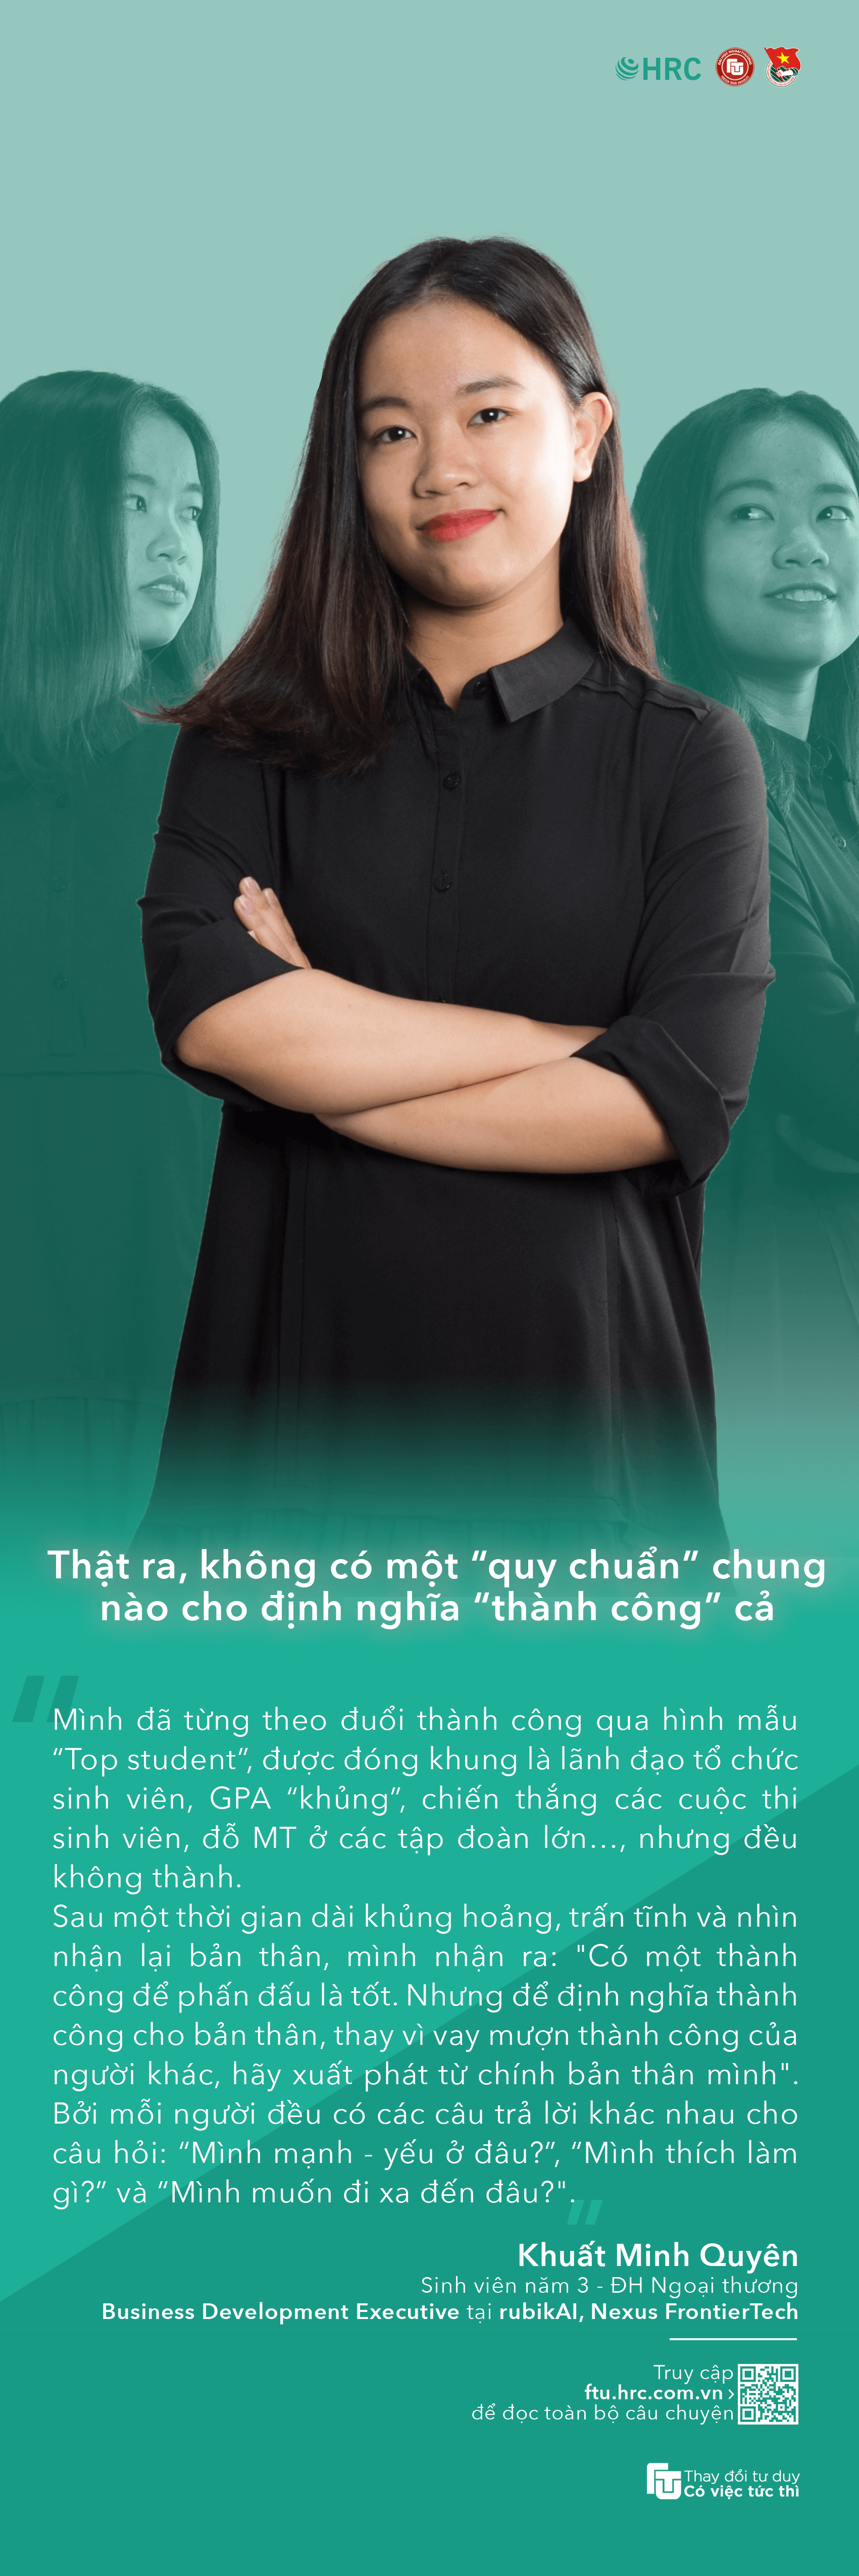 HRC
Thật ra, không có một “quy chuẩn” chung
nào cho định nghĩa “thành công” cả
Mình đã từng theo đuổi thành công qua hình mẫu
“Top student”, được đóng khung là lãnh đạo tổ chức
sinh viên, GPA “khủng”, chiến thắng các cuộc thi
sinh viên, đỗ MT ở các tập đoàn lớn…, nhưng đều
không thành.
Sau một thời gian dài khủng hoảng, trấn tĩnh và nhìn
nhận lại bản thân, mình nhận ra: "Có một thành
công để phấn đấu là tốt. Nhưng để định nghĩa thành
công cho bản thân, thay vì vay mượn thành công của
người khác, hãy xuất phát từ chính bản thân mình".
Bởi mỗi người đều có các câu trả lời khác nhau cho
câu hỏi: “Mình mạnh - yếu ở đâu?”, “Mình thích làm
gì?” và “Mình muốn đi xa đến đâu?".
Khuất Minh Quyên
Sinh viên năm 3 - ĐH Ngoại thương
Business Development Executive tại rubikAI, Nexus FrontierTech
Truy cập
ftu.hrc.com.vn ›
để đọc toàn bộ câu chuyện
Thay đổi tư duy
Có việc tức thì